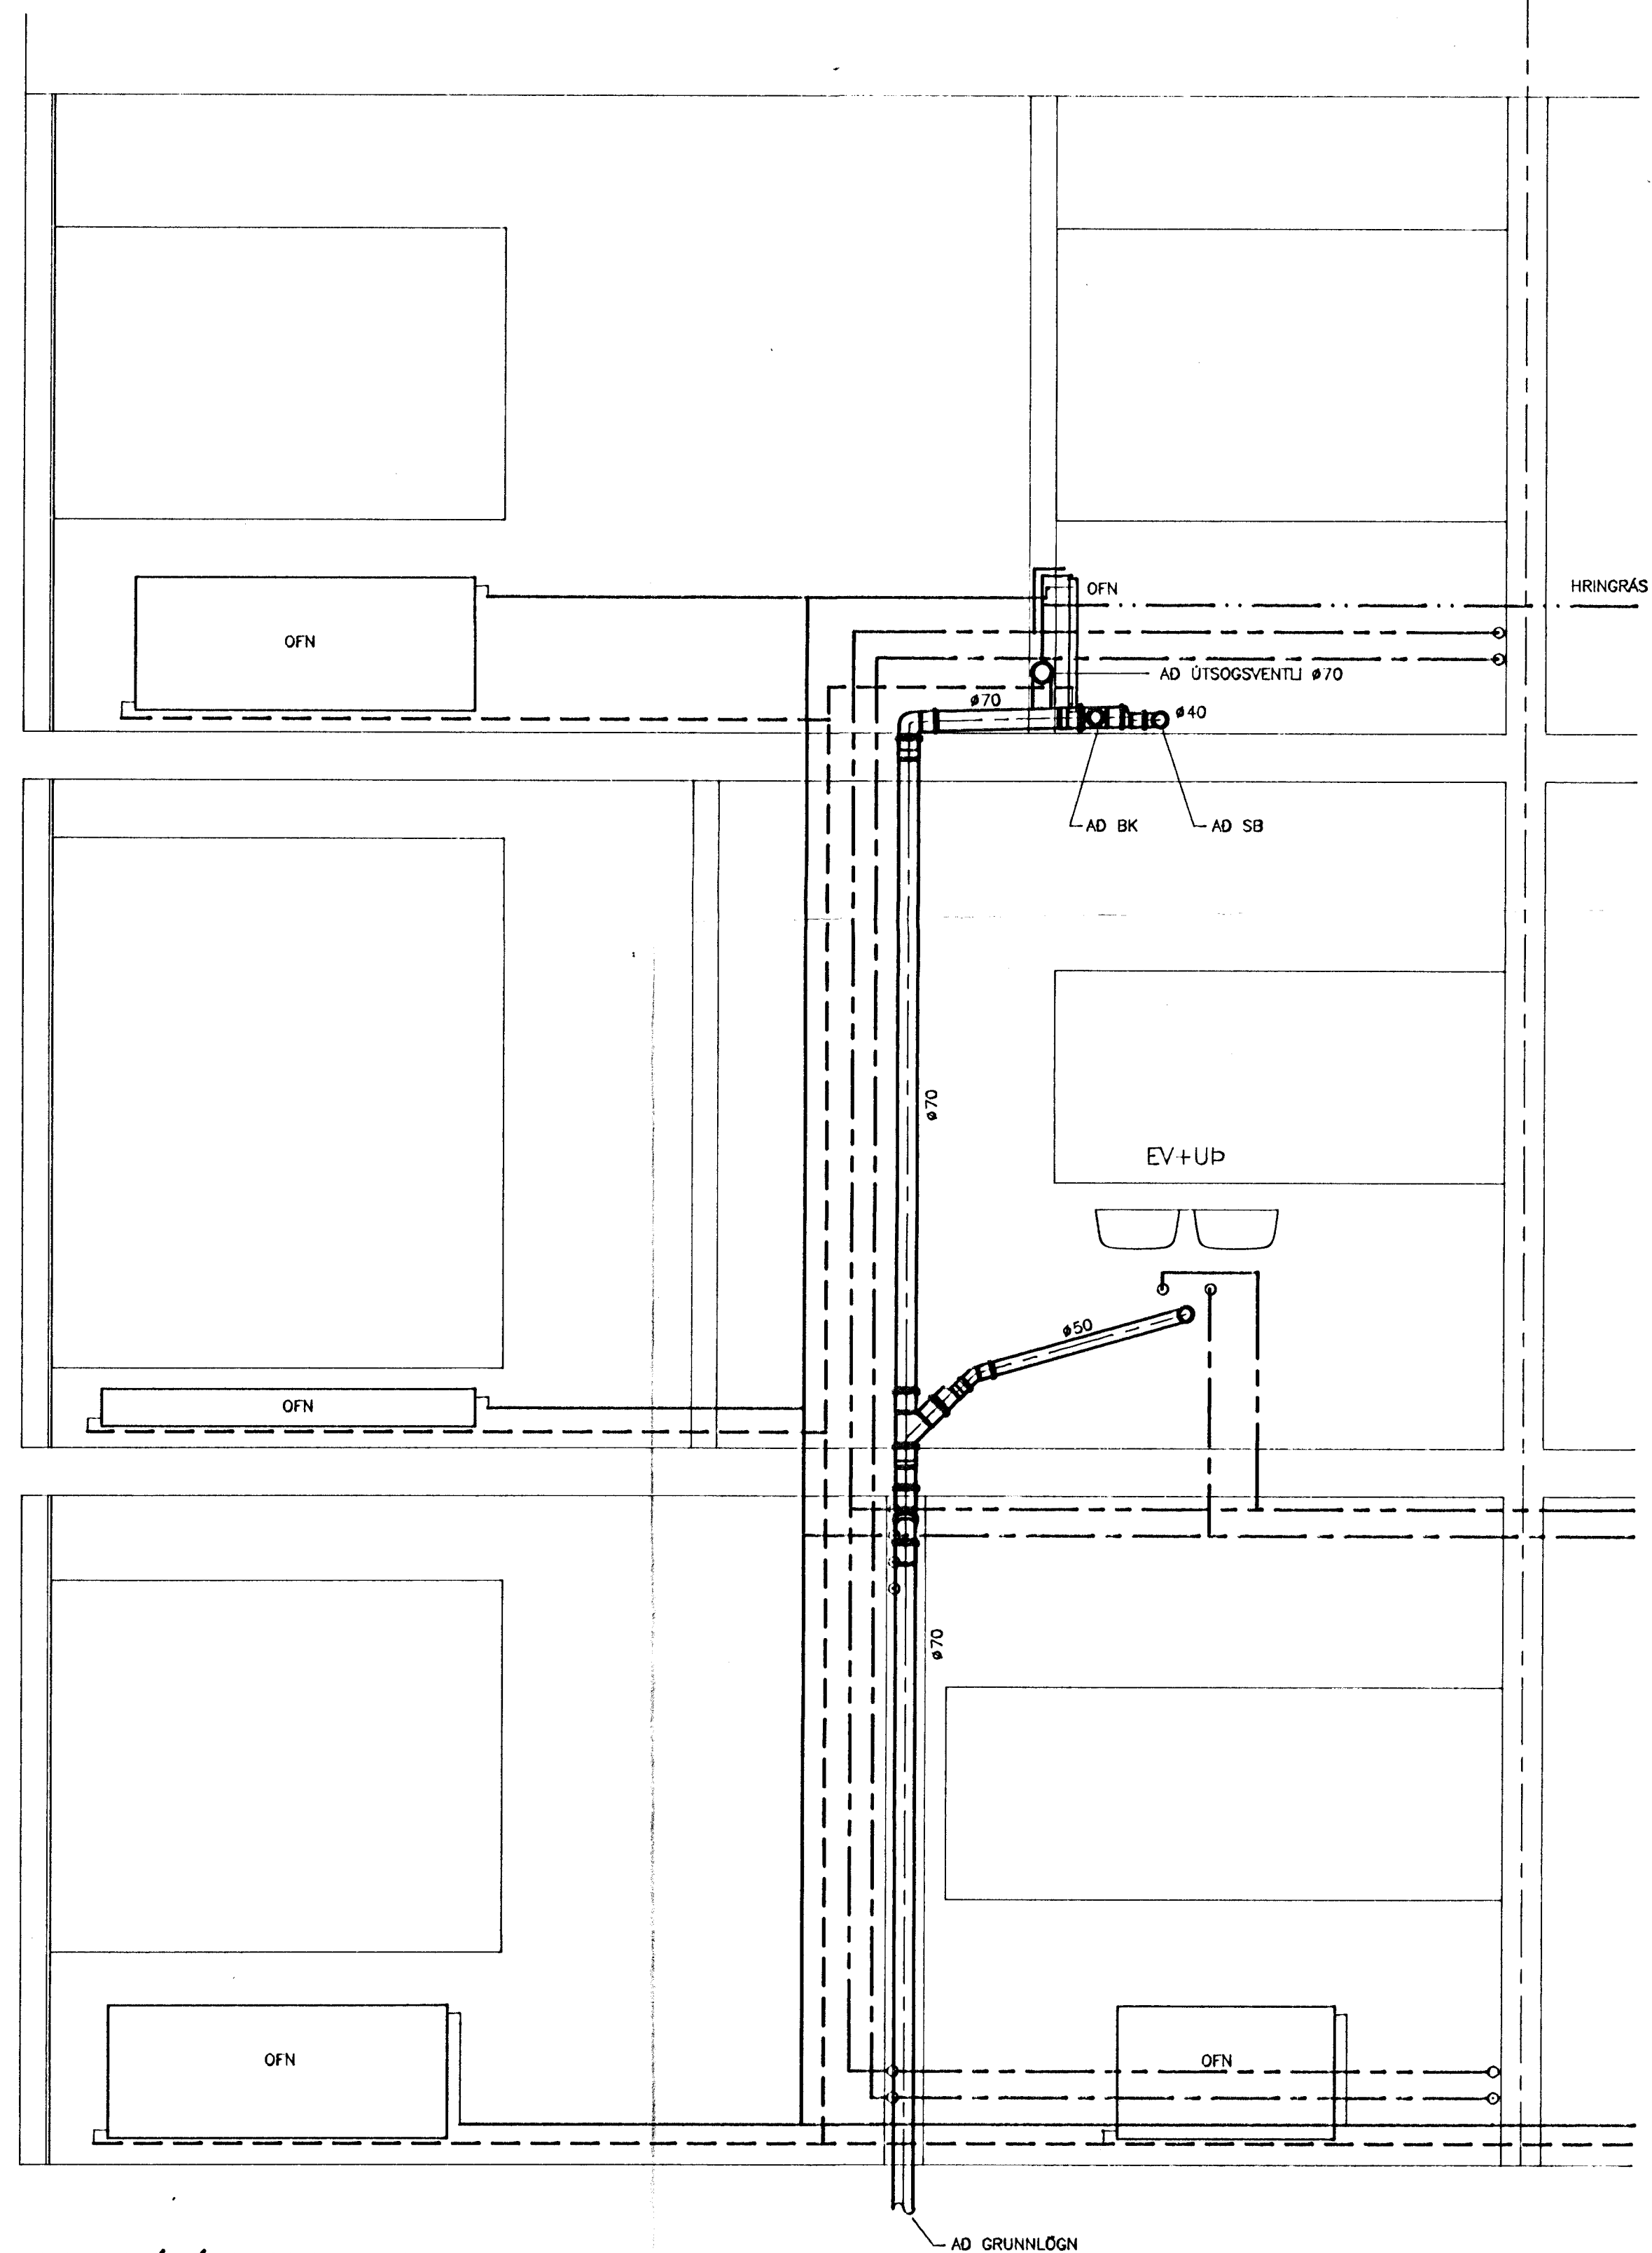 OFN
HRINGRÁS
OFN
AÐ ÚTSOGSVENTLI ø70
ø70
ø40
AÐ BK
AÐ SB
ø70
EV+UÞ
ø50
OFN
ø70
OFN
OFN
AÐ GRUNNLÖGN